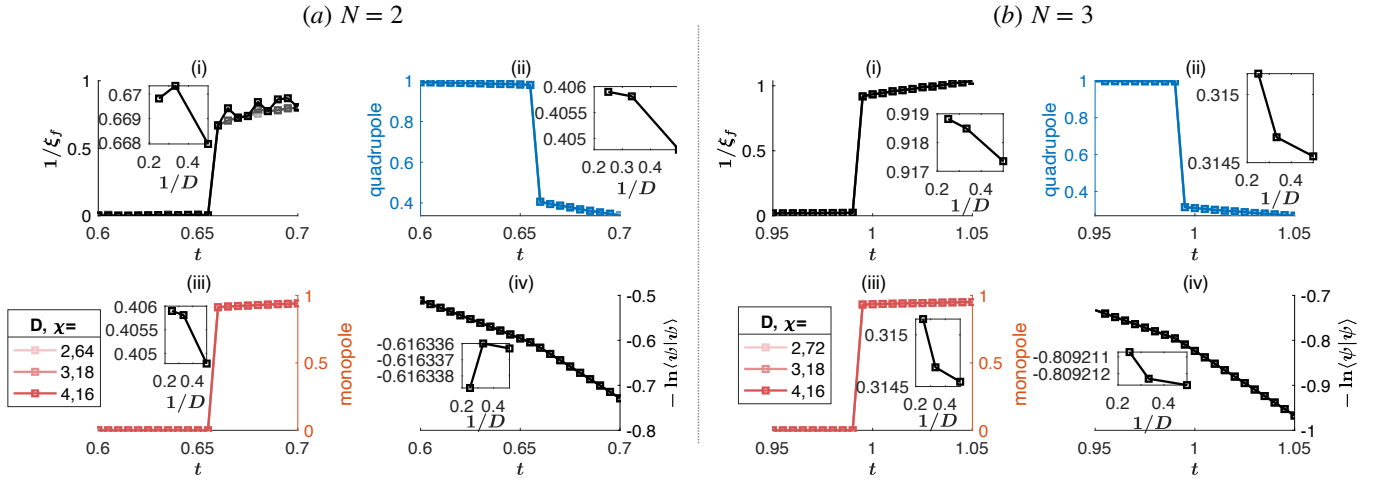 (a) N = 2
(i)
1/ξ_f
1
0.5
0
0.6
0.65
0.7
t
0.67
0.669
0.668
0.2
0.4
1/D
(ii)
quadrupole
1
0.8
0.6
0.4
0.6
0.65
0.7
t
0.406
0.4055
0.405
0.2
0.3
0.4
1/D
(iii)
D, χ=
2,64
3,18
4,16
0.406
0.4055
0.405
0.2
0.4
1/D
1
0.5
0
monopole
0.6
0.65
0.7
t
(iv)
-0.616336
-0.616337
-0.616338
0.2
0.4
1/D
-0.5
-0.6
-0.7
-0.8
− ln⟨ψ|ψ⟩
0.6
0.65
0.7
t
(b) N = 3
(i)
1/ξ_f
1
0.5
0
0.95
1
1.05
t
0.919
0.918
0.917
0.2
0.4
1/D
(ii)
quadrupole
1
0.8
0.6
0.4
0.95
1
1.05
t
0.315
0.3145
0.2
0.4
1/D
(iii)
D, χ=
2,72
3,18
4,16
0.315
0.3145
0.2
0.4
1/D
1
0.5
0
monopole
0.95
1
1.05
t
(iv)
-0.809211
-0.809212
0.2
0.4
1/D
-0.7
-0.8
-0.9
-1
− ln⟨ψ|ψ⟩
0.95
1
1.05
t